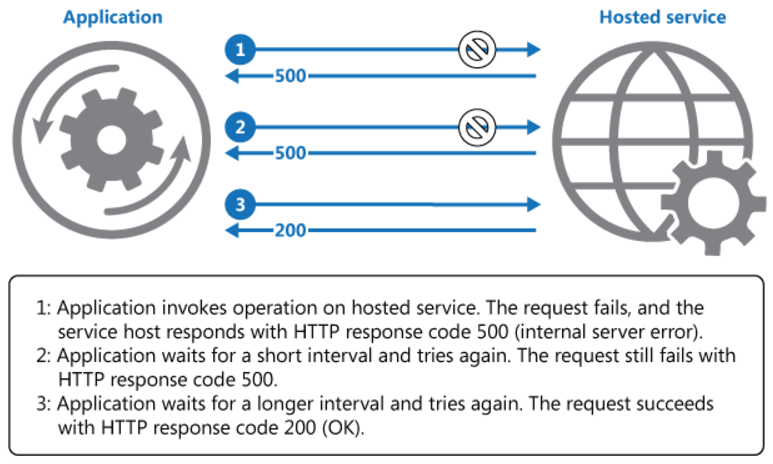 Application
Hosted service
1
500
2
500
3
200
1: Application invokes operation on hosted service. The request fails, and the
service host responds with HTTP response code 500 (internal server error).
2: Application waits for a short interval and tries again. The request still fails with
HTTP response code 500.
3: Application waits for a longer interval and tries again. The request succeeds
with HTTP response code 200 (OK).